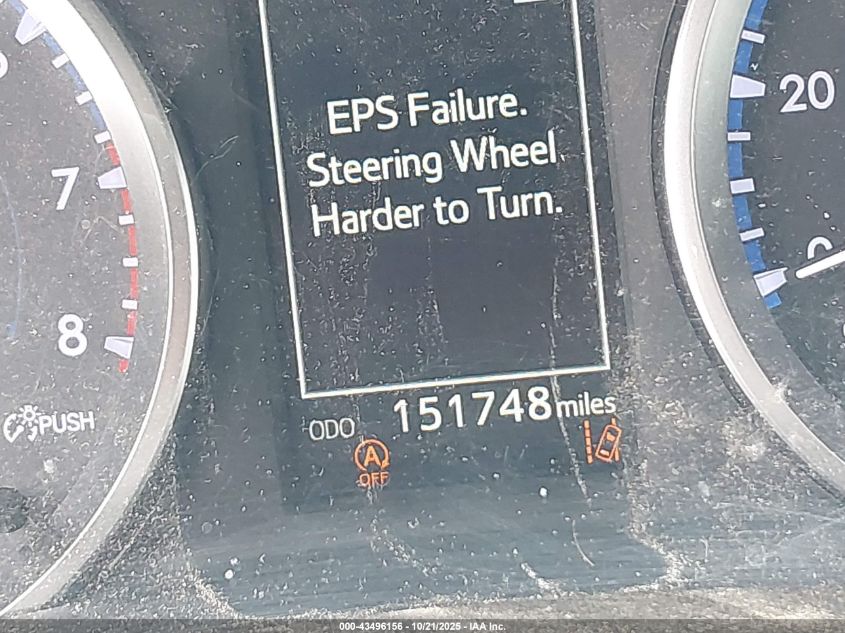 EPS Failure.
Steering Wheel
Harder to Turn.
ODO 151748 miles
A
OFF
7
8
PUSH
20
0
000-43496156 - 10/21/2025 - IAA Inc.